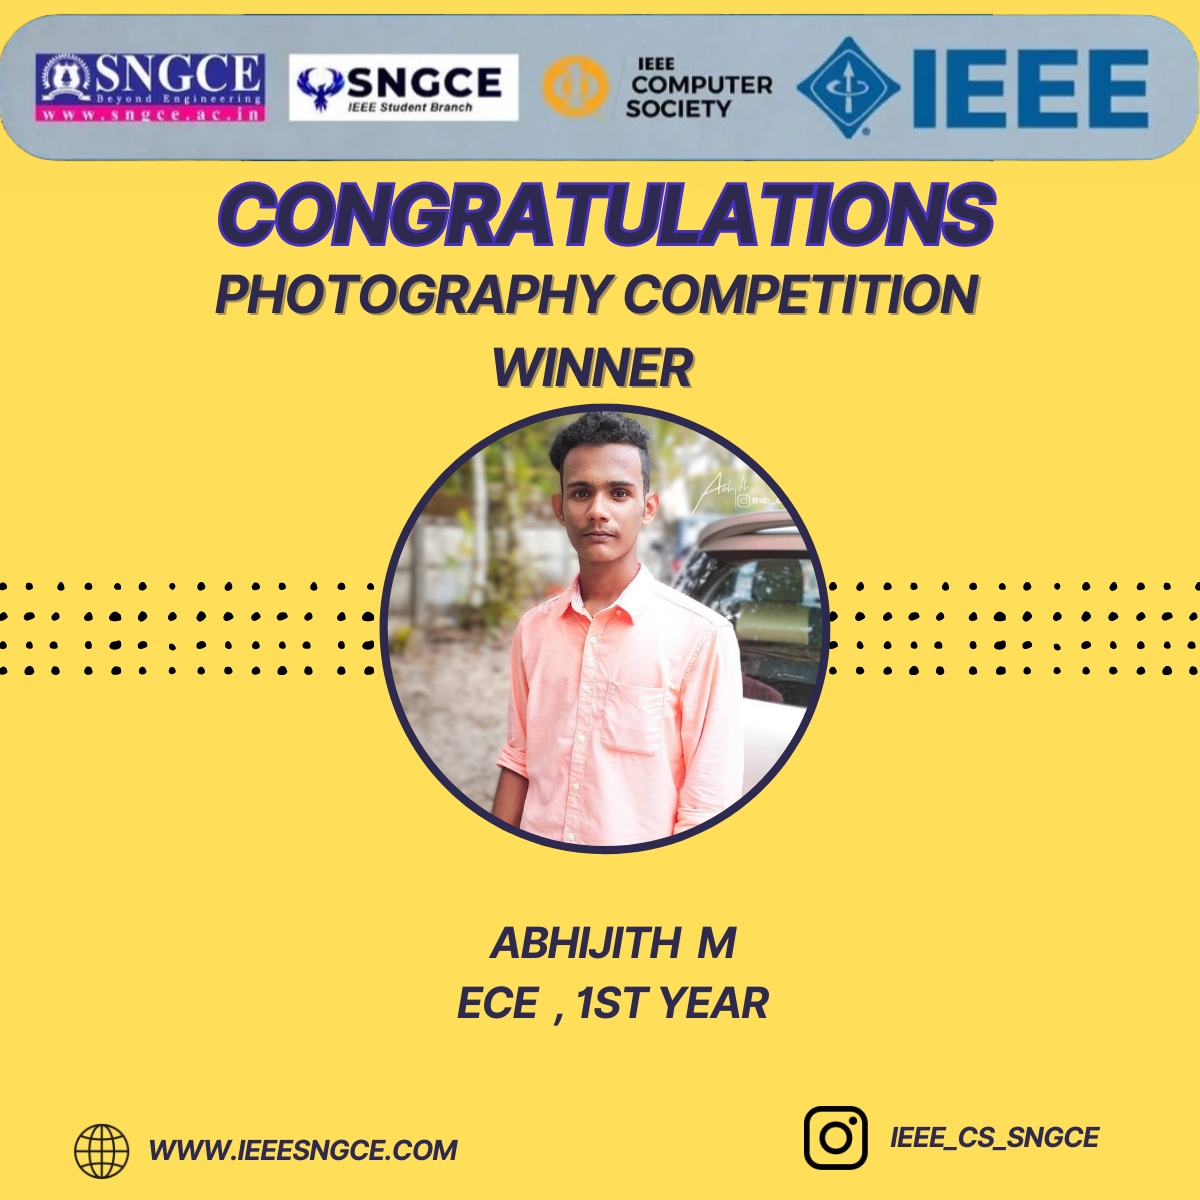 SNGCE
Beyond Engineering
www.sngce.ac.in
SNGCE
IEEE Student Branch
IEEE
COMPUTER
SOCIETY
IEEE
CONGRATULATIONS
PHOTOGRAPHY COMPETITION
WINNER
ABHIJITH M
ECE , 1ST YEAR
WWW.IEEESNGCE.COM
IEEE_CS_SNGCE